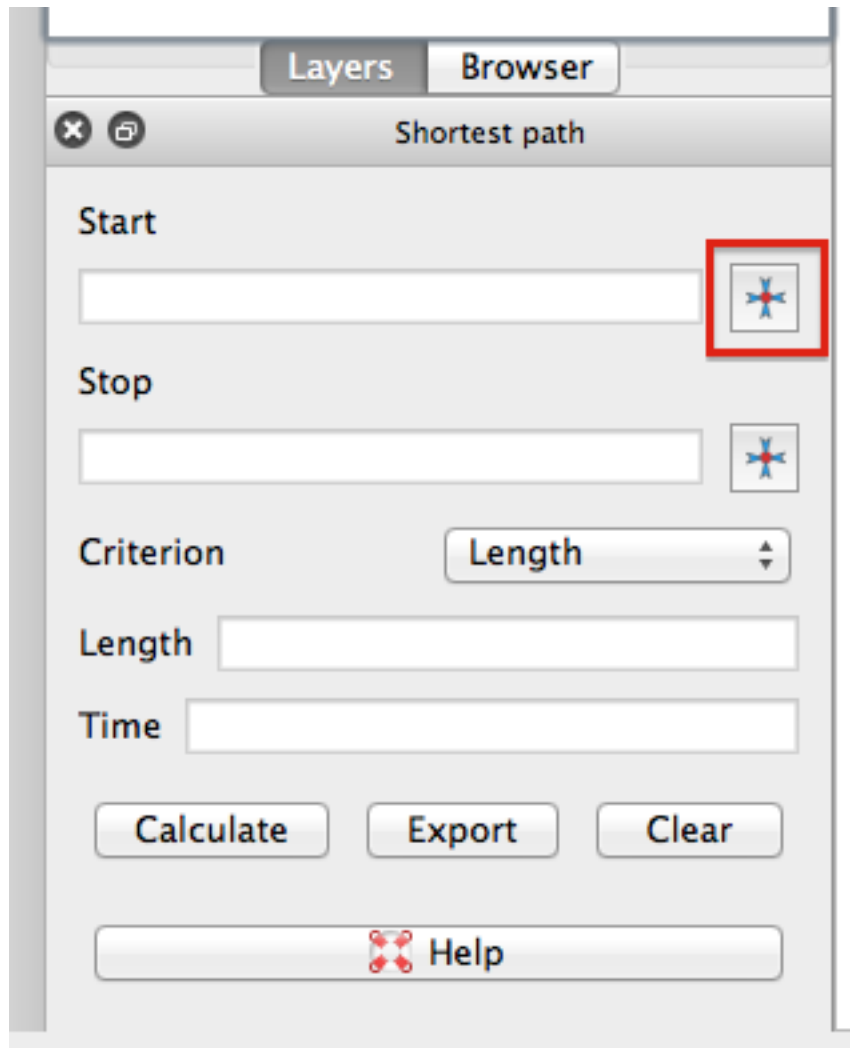 Layers Browser
Shortest path
Start
Stop
Criterion Length
Length
Time
Calculate Export Clear
Help